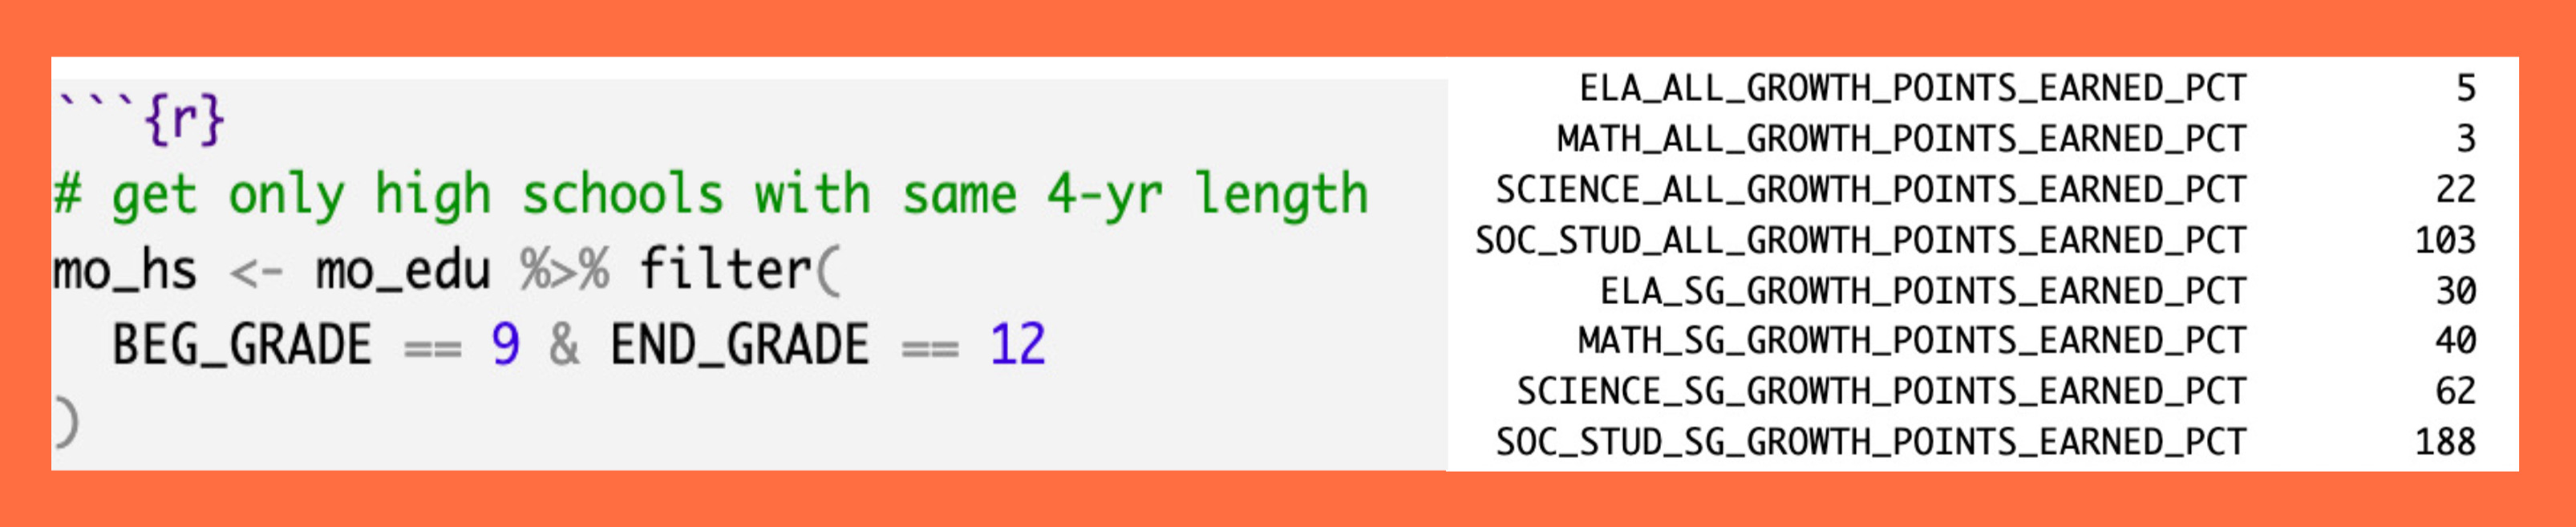 ```{r}
# get only high schools with same 4-yr length
mo_hs <- mo_edu %>% filter(
  BEG_GRADE == 9 & END_GRADE == 12
)
ELA_ALL_GROWTH_POINTS_EARNED_PCT 5
MATH_ALL_GROWTH_POINTS_EARNED_PCT 3
SCIENCE_ALL_GROWTH_POINTS_EARNED_PCT 22
SOC_STUD_ALL_GROWTH_POINTS_EARNED_PCT 103
ELA_SG_GROWTH_POINTS_EARNED_PCT 30
MATH_SG_GROWTH_POINTS_EARNED_PCT 40
SCIENCE_SG_GROWTH_POINTS_EARNED_PCT 62
SOC_STUD_SG_GROWTH_POINTS_EARNED_PCT 188